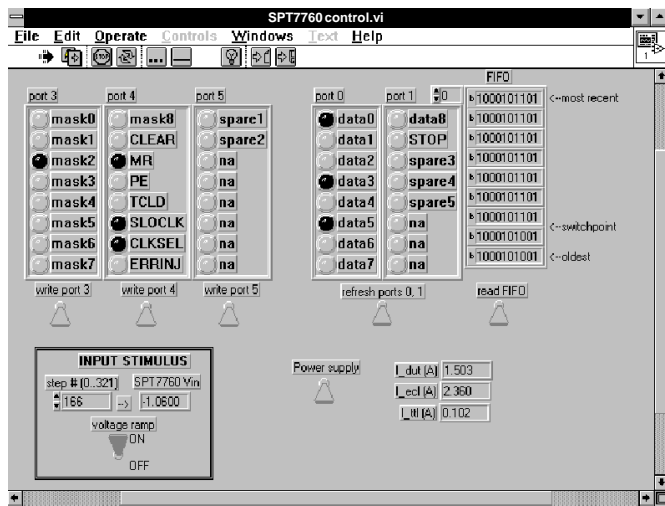 SPT7760control.vi
File Edit Operate Controls Windows Text Help
STOP
1
FIFO
port 3 port 4 port 5 port 0 port 1 0
mask0 mask8 spare1 data0 data8 b 1000101101 <--most recent
mask1 CLEAR spare2 data1 STOP b 1000101101
mask2 MR na data2 spare3 b 1000101101
mask3 PE na data3 spare4 b 1000101101
mask4 TCLD na data4 spare5 b 1000101101
mask5 SLOCLK na data5 na b 1000101101 <--switchpoint
mask6 CLKSEL na data6 na b 1000101001
mask7 ERRINJ na data7 na b 1000101001 <--oldest
write port 3 write port 4 write port 5 refresh ports 0, 1 read FIFO
INPUT STIMULUS
step # (0..321) SPT7760 Vin
166 --> -1.0600
voltage ramp
ON
OFF
Power supply
I_dut (A) 1.503
I_ecl (A) 2.360
I_ttl (A) 0.102